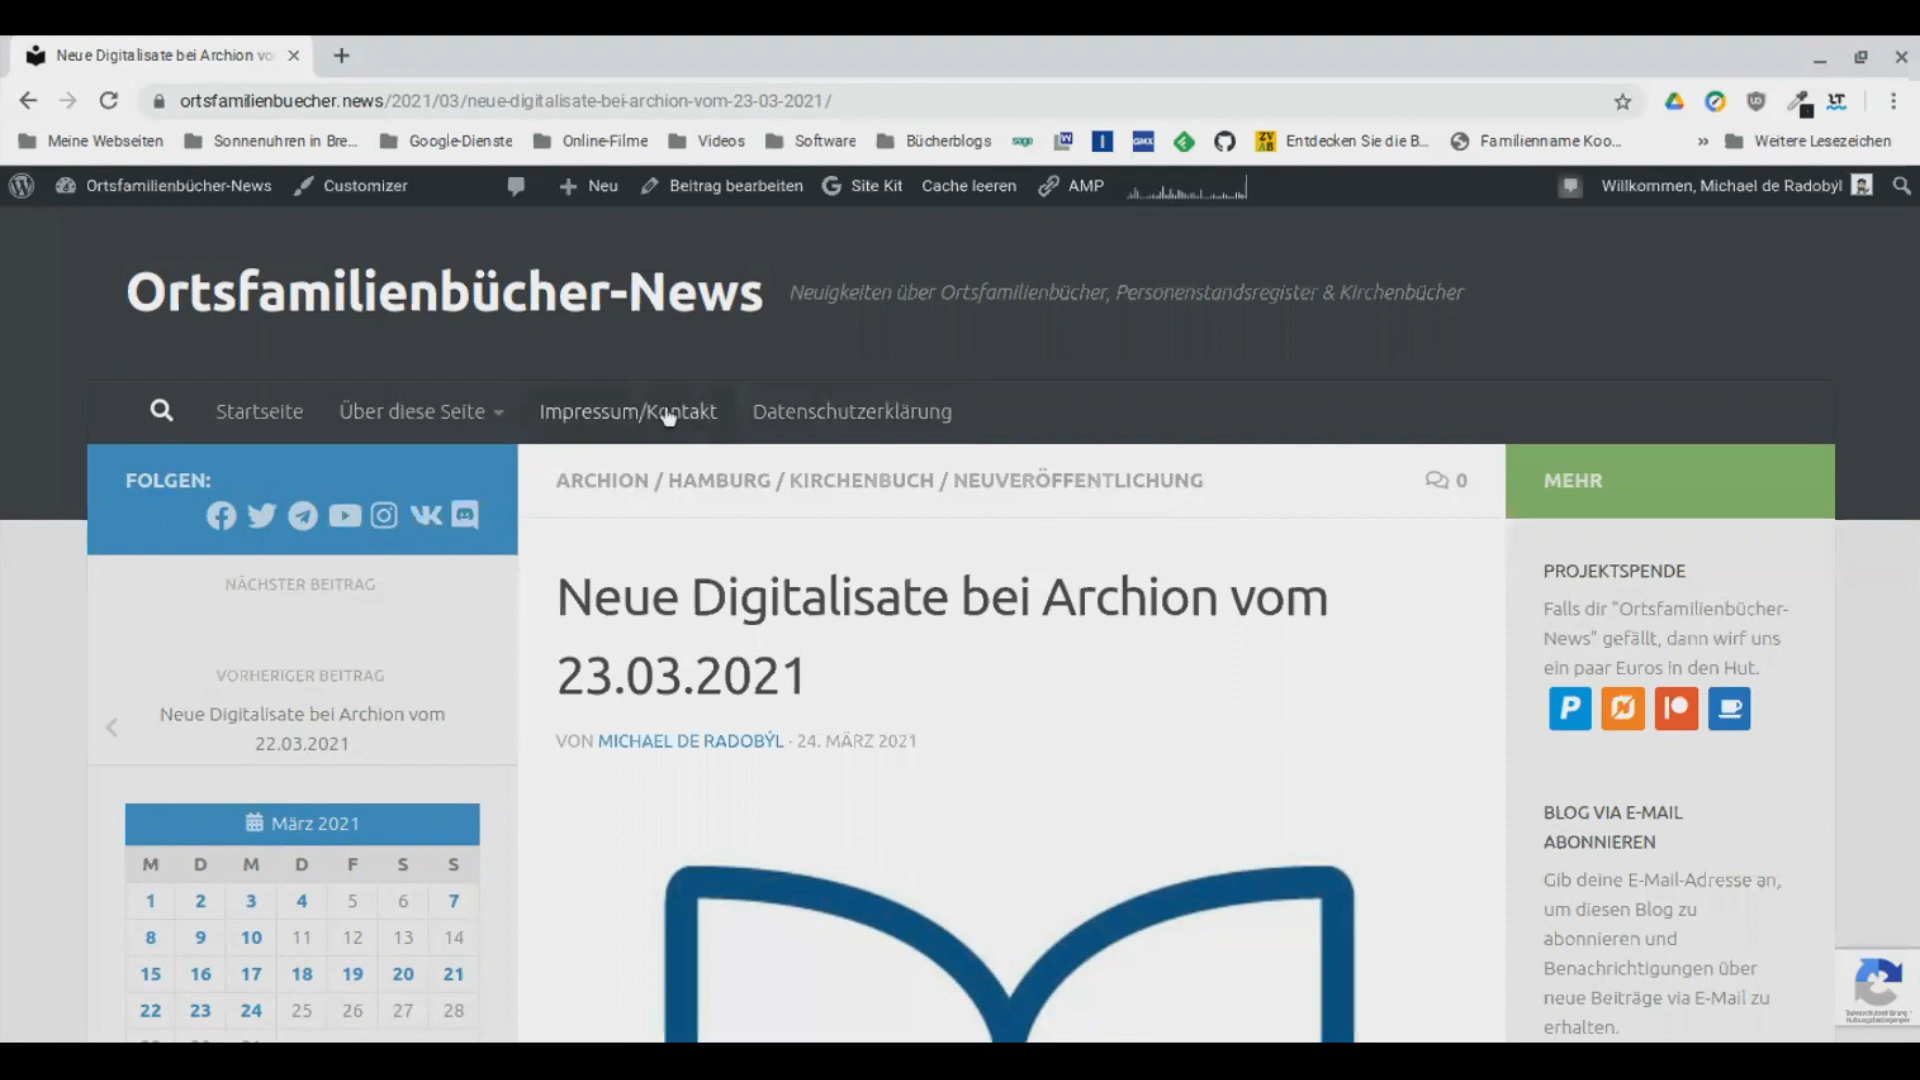 Neue Digitalisate bei Archion vo
ortsfamilienbuecher.news/2021/03/neue-digitalisate-bei-archion-vom-23-03-2021/
Meine Webseiten Sonnenuhren in Bre... Google-Dienste Online-Filme Videos Software Bücherblogs sage GMX ZVAB Entdecken Sie die B... Familienname Koo... » Weitere Lesezeichen
Ortsfamilienbücher-News Customizer Neu Beitrag bearbeiten Site Kit Cache leeren AMP Willkommen, Michael de Radobÿl
Ortsfamilienbücher-News Neuigkeiten über Ortsfamilienbücher, Personenstandsregister & Kirchenbücher
Startseite Über diese Seite Impressum/Kontakt Datenschutzerklärung
FOLGEN:
NÄCHSTER BEITRAG
VORHERIGER BEITRAG
Neue Digitalisate bei Archion vom
22.03.2021
März 2021
M D M D F S S
1 2 3 4 5 6 7
8 9 10 11 12 13 14
15 16 17 18 19 20 21
22 23 24 25 26 27 28
ARCHION / HAMBURG / KIRCHENBUCH / NEUVERÖFFENTLICHUNG 0
Neue Digitalisate bei Archion vom
23.03.2021
VON MICHAEL DE RADOBÝL · 24. MÄRZ 2021
MEHR
PROJEKTSPENDE
Falls dir "Ortsfamilienbücher-
News" gefällt, dann wirf uns
ein paar Euros in den Hut.
BLOG VIA E-MAIL
ABONNIEREN
Gib deine E-Mail-Adresse an,
um diesen Blog zu
abonnieren und
Benachrichtigungen über
neue Beiträge via E-Mail zu
erhalten.